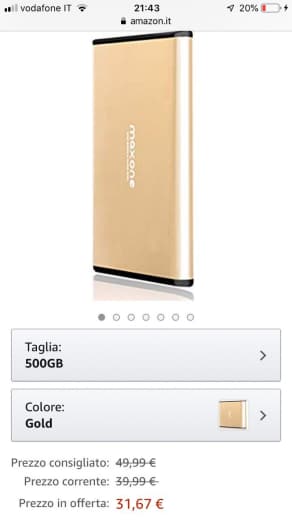 vodafone IT
21:43
20%
amazon.it
maxone
Taglia:
500GB
Colore:
Gold
Prezzo consigliato: 49,99 €
Prezzo corrente: 39,99 €
Prezzo in offerta: 31,67 €